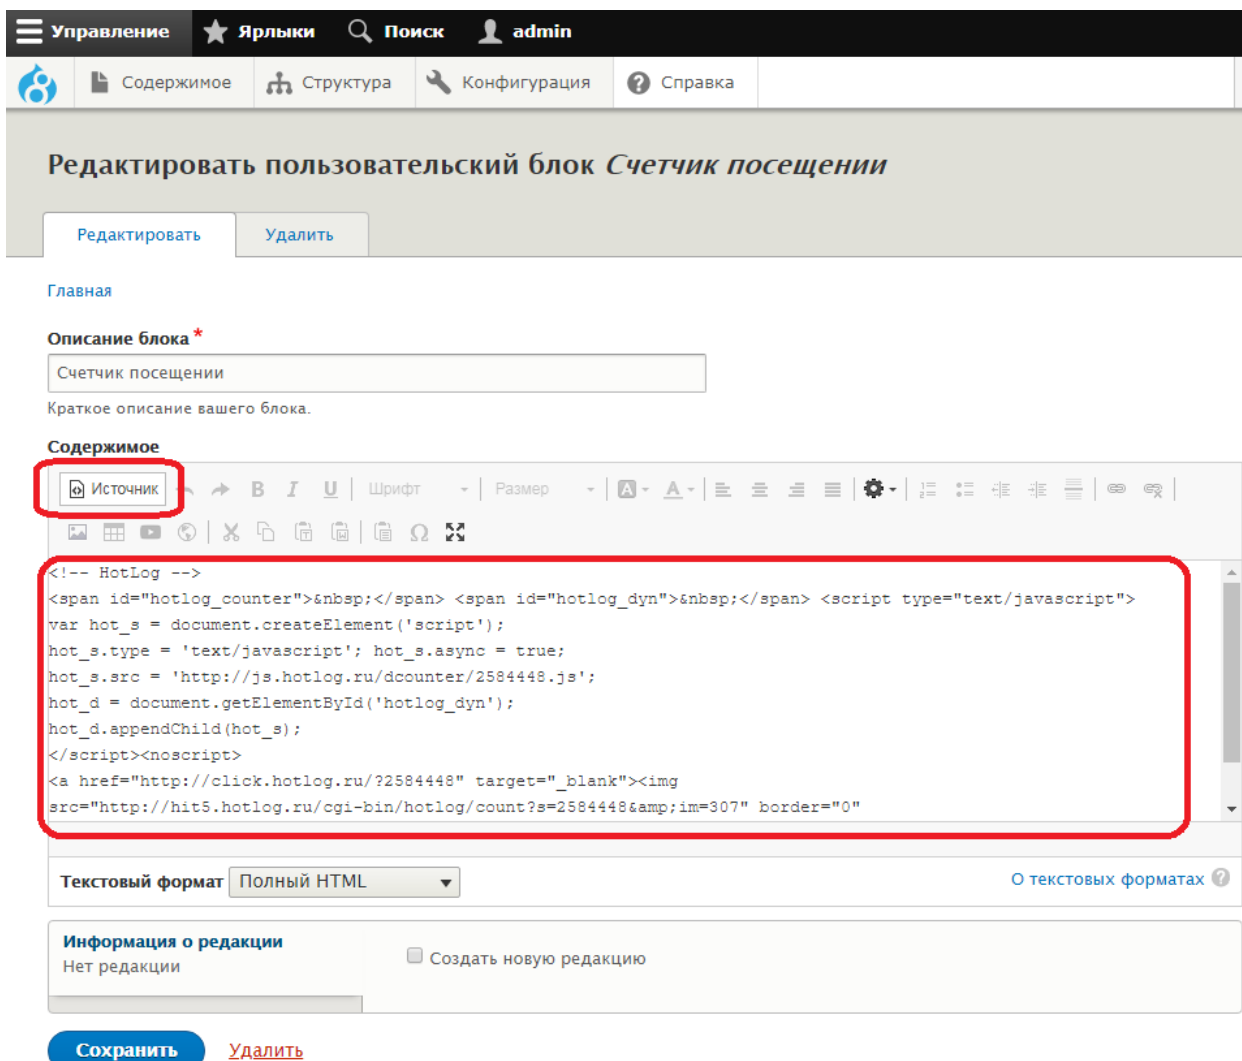 Управление Ярлыки Поиск admin
Содержимое Структура Конфигурация Справка
Редактировать пользовательский блок Счетчик посещении
Редактировать Удалить
Главная
Описание блока *
Счетчик посещении
Краткое описание вашего блока.
Содержимое
Источник B I U Шрифт Размер A A
Ω
<!-- HotLog -->
<span id="hotlog_counter">&nbsp;</span> <span id="hotlog_dyn">&nbsp;</span> <script type="text/javascript">
var hot_s = document.createElement('script');
hot_s.type = 'text/javascript'; hot_s.async = true;
hot_s.src = 'http://js.hotlog.ru/dcounter/2584448.js';
hot_d = document.getElementById('hotlog_dyn');
hot_d.appendChild(hot_s);
</script><noscript>
<a href="http://click.hotlog.ru/?2584448" target="_blank"><img
src="http://hit5.hotlog.ru/cgi-bin/hotlog/count?s=2584448&amp;im=307" border="0"
Текстовый формат Полный HTML О текстовых форматах ?
Информация о редакции
Нет редакции
Создать новую редакцию
Сохранить Удалить